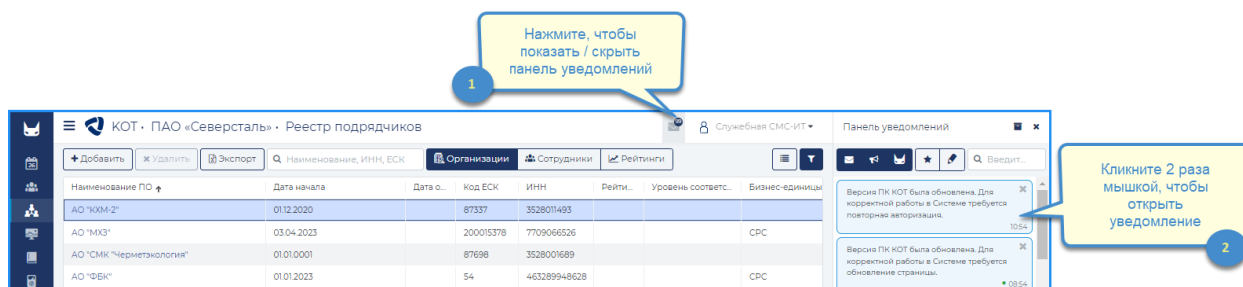 Нажмите, чтобы
показать / скрыть
панель уведомлений
1
КОТ · ПАО «Северсталь» · Реестр подрядчиков
Служебная СМС-ИТ
Панель уведомлений
Добавить
Удалить
Экспорт
Наименование, ИНН, ЕСК
Организации
Сотрудники
Рейтинги
Введит...
Наименование ПО
Дата начала
Дата о...
Код ЕСК
ИНН
Рейти...
Уровень соответс...
Бизнес-единицы
АО "КХМ-2" 01.12.2020 87337 3528011493
АО "МХЗ" 03.04.2023 200015378 7709066526 СРС
АО "СМК "Черметэкология" 01.01.0001 87698 3528001689
АО "ФБК" 01.01.2023 54 463289948628 СРС
Версия ПК КОТ была обновлена. Для
корректной работы в Системе требуется
повторная авторизация.
10:54
Версия ПК КОТ была обновлена. Для
корректной работы в Системе требуется
обновление страницы.
08:54
Кликните 2 раза
мышкой, чтобы
открыть
уведомление
2